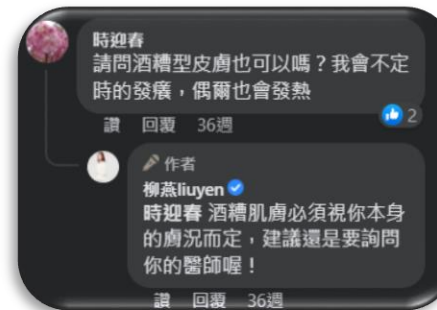 時迎春
請問酒糟型皮膚也可以嗎？我會不定
時的發癢，偶爾也會發熱
2
讚 回覆 36週
作者
柳燕liuyen
時迎春 酒糟肌膚必須視你本身
的膚況而定，建議還是要詢問
你的醫師喔！
讚 回覆 36週